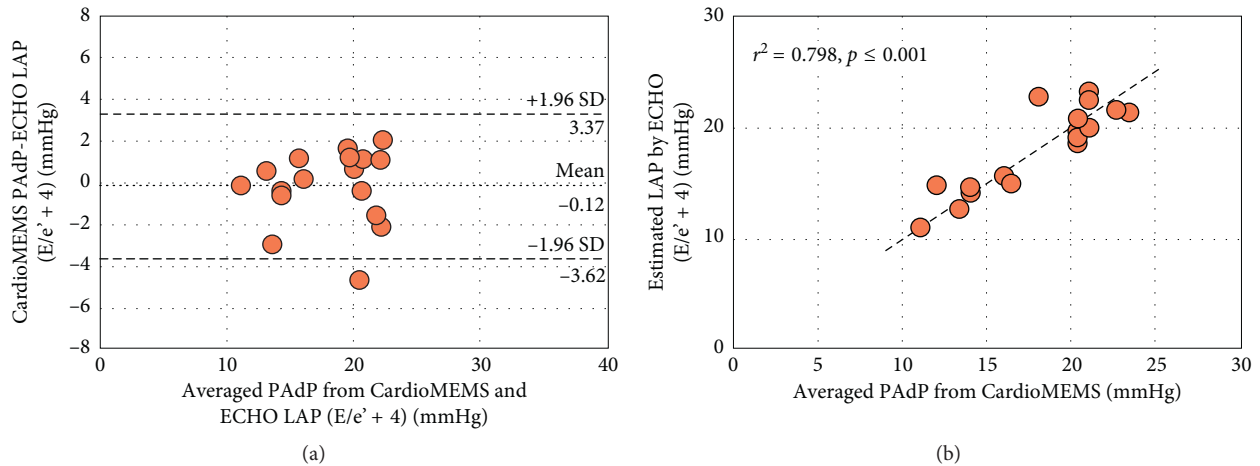 CardioMEMS PAdP-ECHO LAP
(E/e’ + 4) (mmHg)
8
6
4
2
0
–2
–4
–6
–8
+1.96 SD
3.37
Mean
–0.12
–1.96 SD
–3.62
0
10
20
30
40
Averaged PAdP from CardioMEMS and
ECHO LAP (E/e’ + 4) (mmHg)
(a)
Estimated LAP by ECHO
(E/e’ + 4) (mmHg)
30
20
10
0
r² = 0.798, p ≤ 0.001
0
5
10
15
20
25
30
Averaged PAdP from CardioMEMS (mmHg)
(b)